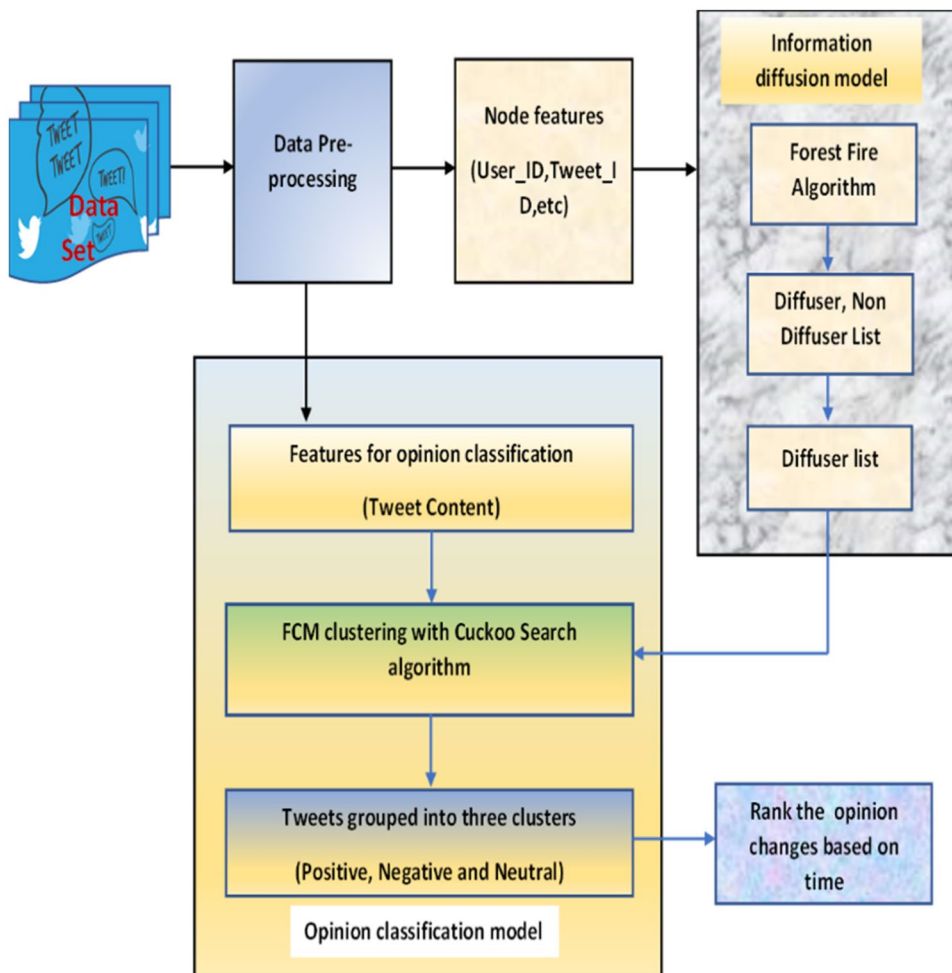 TWEET
TWEET
TWEET!
TWEET
Data
Set
Data Pre-
processing
Node features
(User_ID,Tweet_I
D,etc)
Information
diffusion model
Forest Fire
Algorithm
Diffuser, Non
Diffuser List
Diffuser list
Features for opinion classification
(Tweet Content)
FCM clustering with Cuckoo Search
algorithm
Tweets grouped into three clusters
(Positive, Negative and Neutral)
Opinion classification model
Rank the opinion
changes based on
time